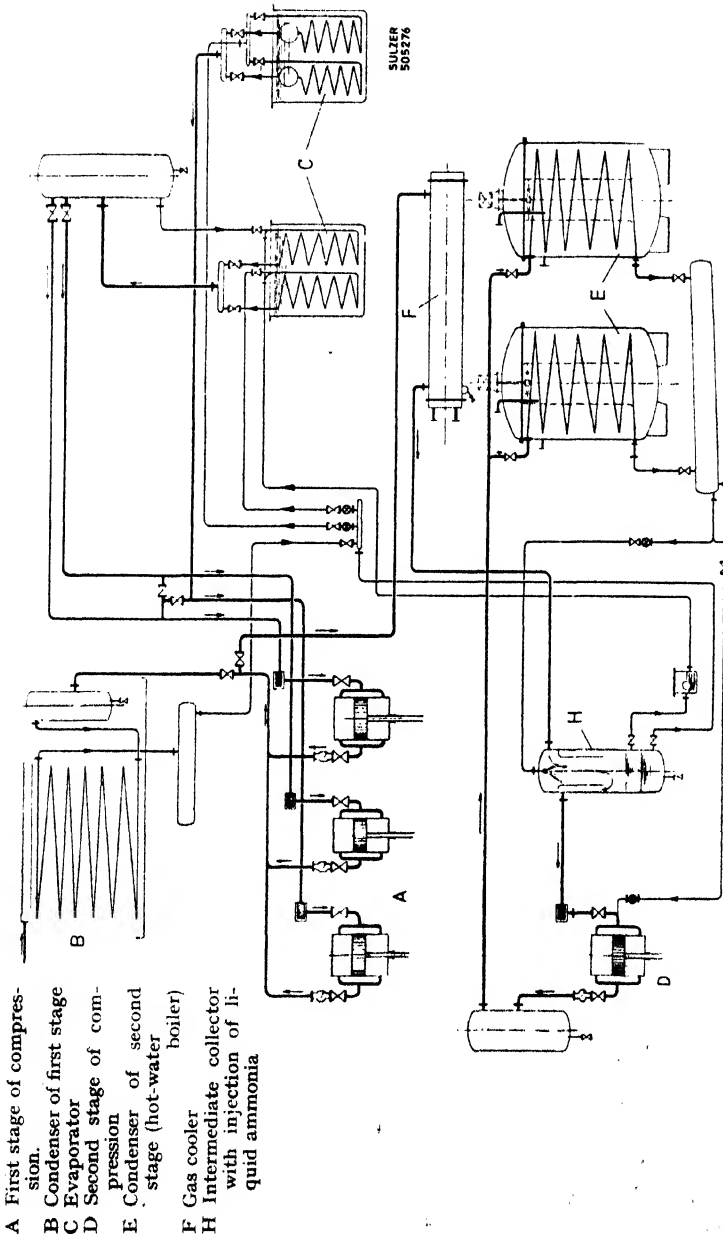 A First stage of compres-
sion.
B Condenser of first stage
C Evaporator
D Second stage of com-
pression
E Condenser of second
stage (hot-water
boiler)
F Gas cooler
H Intermediate collector
with injection of li-
quid ammonia
B
A
C
SULZER
505276
F
E
H
D